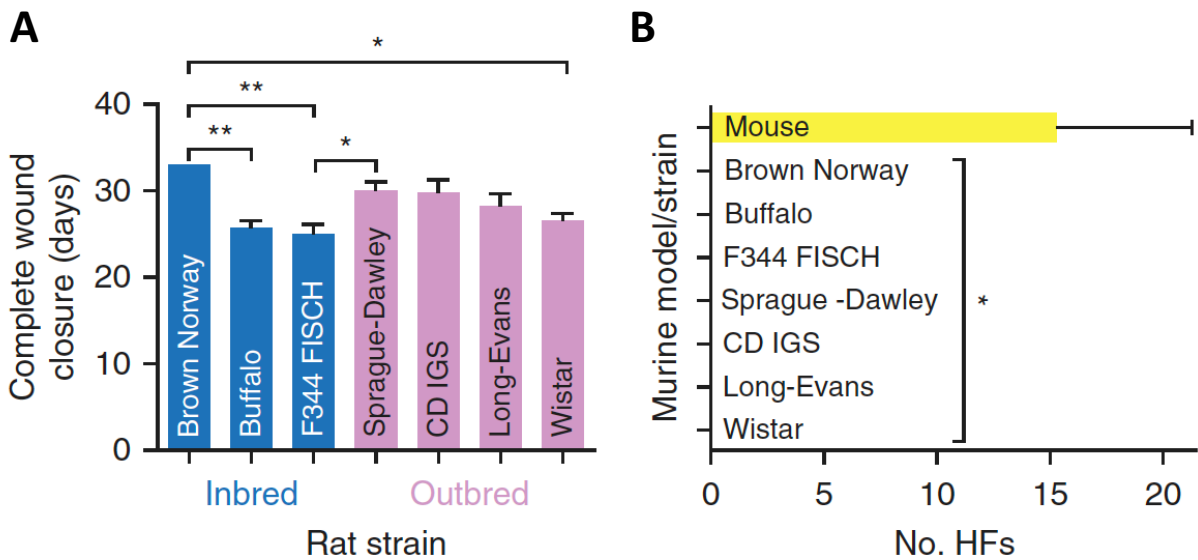 A
*
**
**
*
40
30
20
10
0
Complete wound
closure (days)
Brown Norway
Buffalo
F344 FISCH
Sprague-Dawley
CD IGS
Long-Evans
Wistar
Inbred
Outbred
Rat strain
B
Murine model/strain
Mouse
Brown Norway
Buffalo
F344 FISCH
Sprague -Dawley
CD IGS
Long-Evans
Wistar
*
0 5 10 15 20
No. HFs